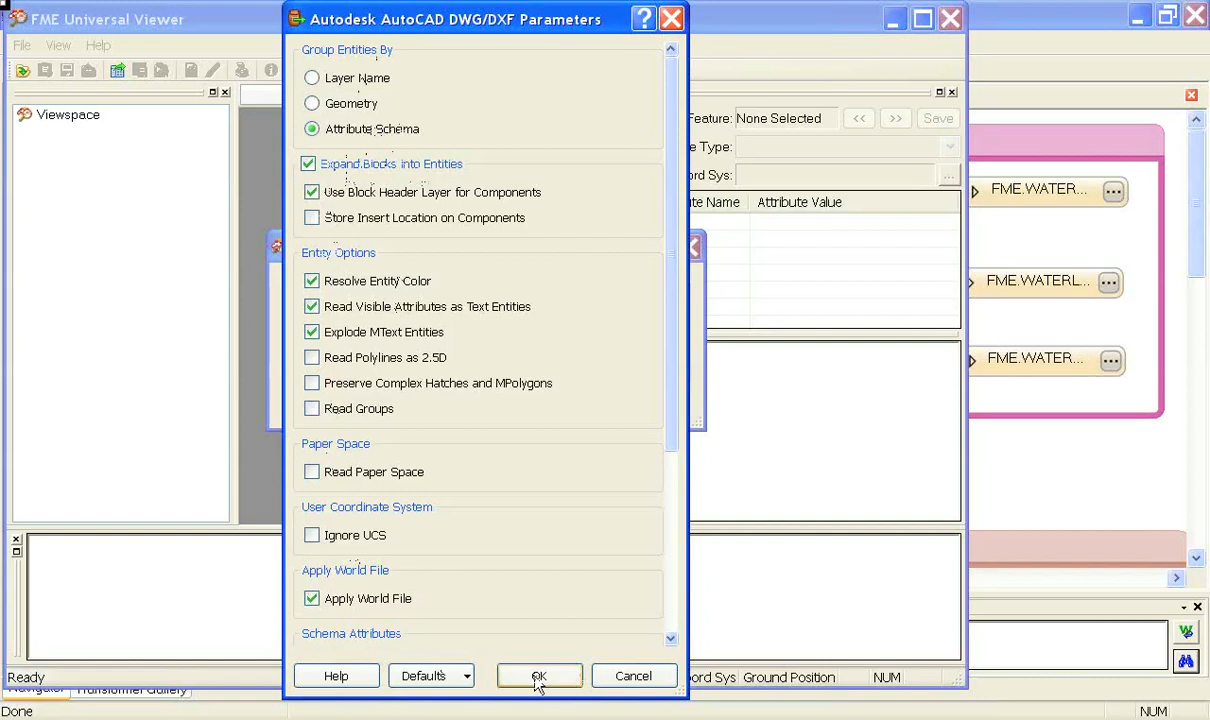 FME Universal Viewer
File View Help
Viewspace
Autodesk AutoCAD DWG/DXF Parameters
Group Entities By
Layer Name
Geometry
Attribute Schema
Expand Blocks into Entities
Use Block Header Layer for Components
Store Insert Location on Components
Entity Options
Resolve Entity Color
Read Visible Attributes as Text Entities
Explode MText Entities
Read Polylines as 2.5D
Preserve Complex Hatches and MPolygons
Read Groups
Paper Space
Read Paper Space
User Coordinate System
Ignore UCS
Apply World File
Apply World File
Schema Attributes
Help Defaults OK Cancel
Feature: None Selected << >> Save
e Type:
ord Sys: ...
ute Name Attribute Value
FME.WATER... ...
FME.WATERL... ...
FME.WATER... ...
Ready ord Sys Ground Position NUM
Navigator Transformer Gallery
Done NUM